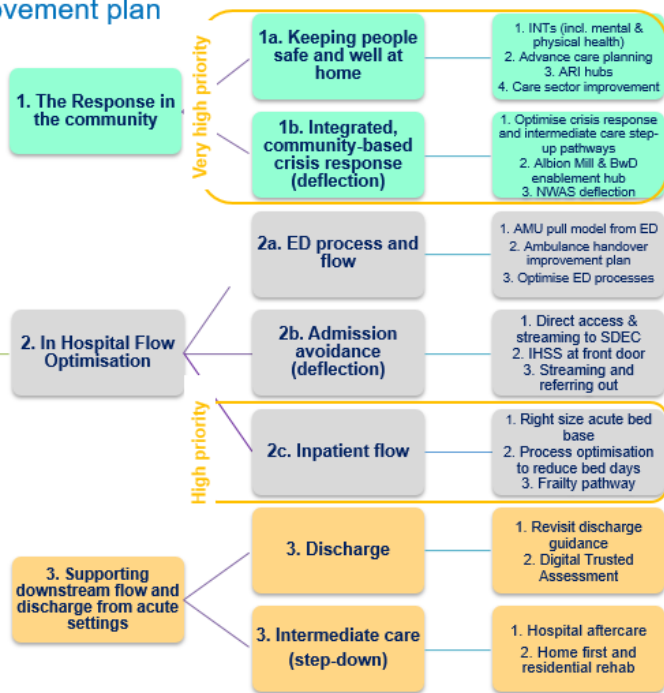 ovement plan
Very high priority
1. The Response in
the community
1a. Keeping people
safe and well at
home
1. INTs (incl. mental &
physical health)
2. Advance care planning
3. ARI hubs
4. Care sector improvement
1b. Integrated,
community-based
crisis response
(deflection)
1. Optimise crisis response
and intermediate care step-
up pathways
2. Albion Mill & BwD
enablement hub
3. NWAS deflection
2. In Hospital Flow
Optimisation
2a. ED process and
flow
1. AMU pull model from ED
2. Ambulance handover
improvement plan
3. Optimise ED processes
2b. Admission
avoidance
(deflection)
1. Direct access &
streaming to SDEC
2. IHSS at front door
3. Streaming and
referring out
High priority
2c. Inpatient flow
1. Right size acute bed
base
2. Process optimisation
to reduce bed days
3. Frailty pathway
3. Supporting
downstream flow and
discharge from acute
settings
3. Discharge
1. Revisit discharge
guidance
2. Digital Trusted
Assessment
3. Intermediate care
(step-down)
1. Hospital aftercare
2. Home first and
residential rehab